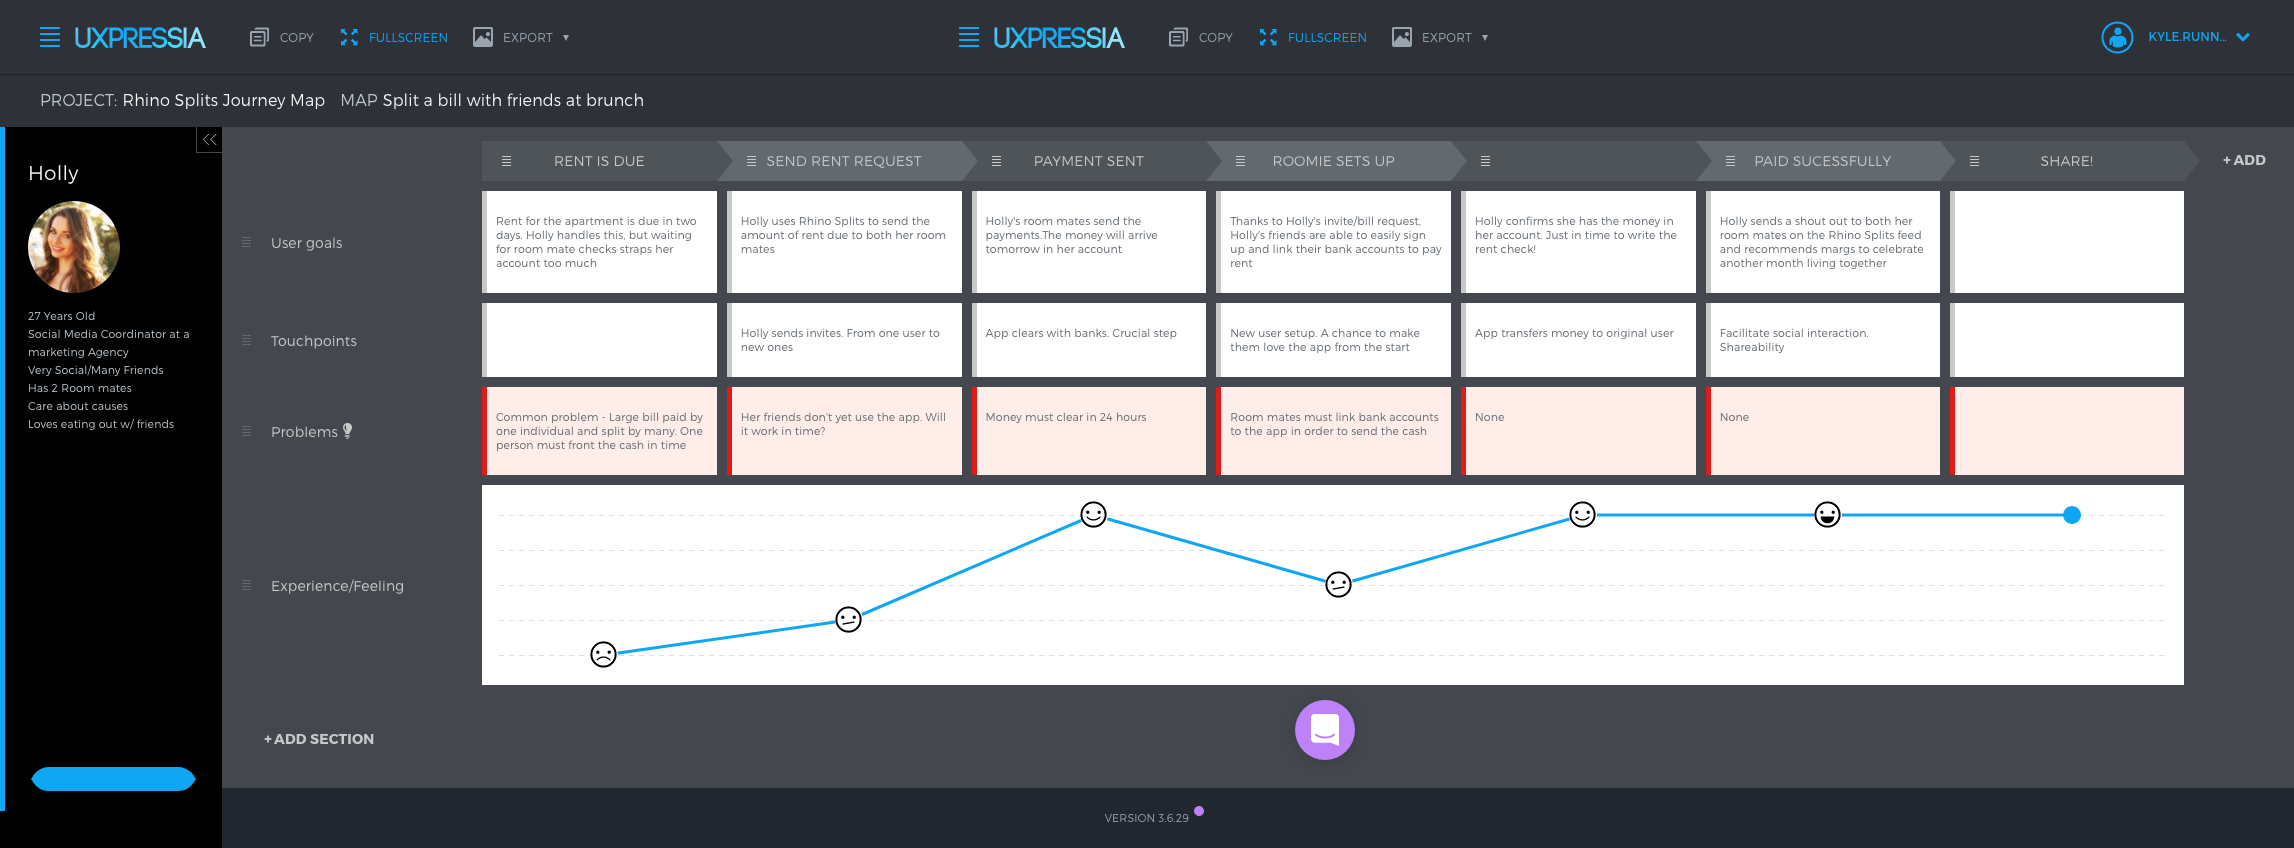 UXPRESSIA COPY FULLSCREEN EXPORT UXPRESSIA COPY FULLSCREEN EXPORT KYLE.RUNN...
PROJECT: Rhino Splits Journey Map MAP Split a bill with friends at brunch
Holly
27 Years Old
Social Media Coordinator at a
marketing Agency
Very Social/Many Friends
Has 2 Room mates
Care about causes
Loves eating out w/ friends
RENT IS DUE
SEND RENT REQUEST
PAYMENT SENT
ROOMIE SETS UP
PAID SUCESSFULLY
SHARE!
+ ADD
User goals
Rent for the apartment is due in two
days. Holly handles this, but waiting
for room mate checks straps her
account too much
Holly uses Rhino Splits to send the
amount of rent due to both her room
mates
Holly's room mates send the
payments.The money will arrive
tomorrow in her account
Thanks to Holly's invite/bill request,
Holly's friends are able to easily sign
up and link their bank accounts to pay
rent
Holly confirms she has the money in
her account. Just in time to write the
rent check!
Holly sends a shout out to both her
room mates on the Rhino Splits feed
and recommends margs to celebrate
another month living together
Touchpoints
Holly sends invites. From one user to
new ones
App clears with banks. Crucial step
New user setup. A chance to make
them love the app from the start
App transfers money to original user
Facilitate social interaction.
Shareability
Problems
Common problem - Large bill paid by
one individual and split by many. One
person must front the cash in time
Her friends don't yet use the app. Will
it work in time?
Money must clear in 24 hours
Room mates must link bank accounts
to the app in order to send the cash
None
None
Experience/Feeling
+ ADD SECTION
VERSION 3.6.29